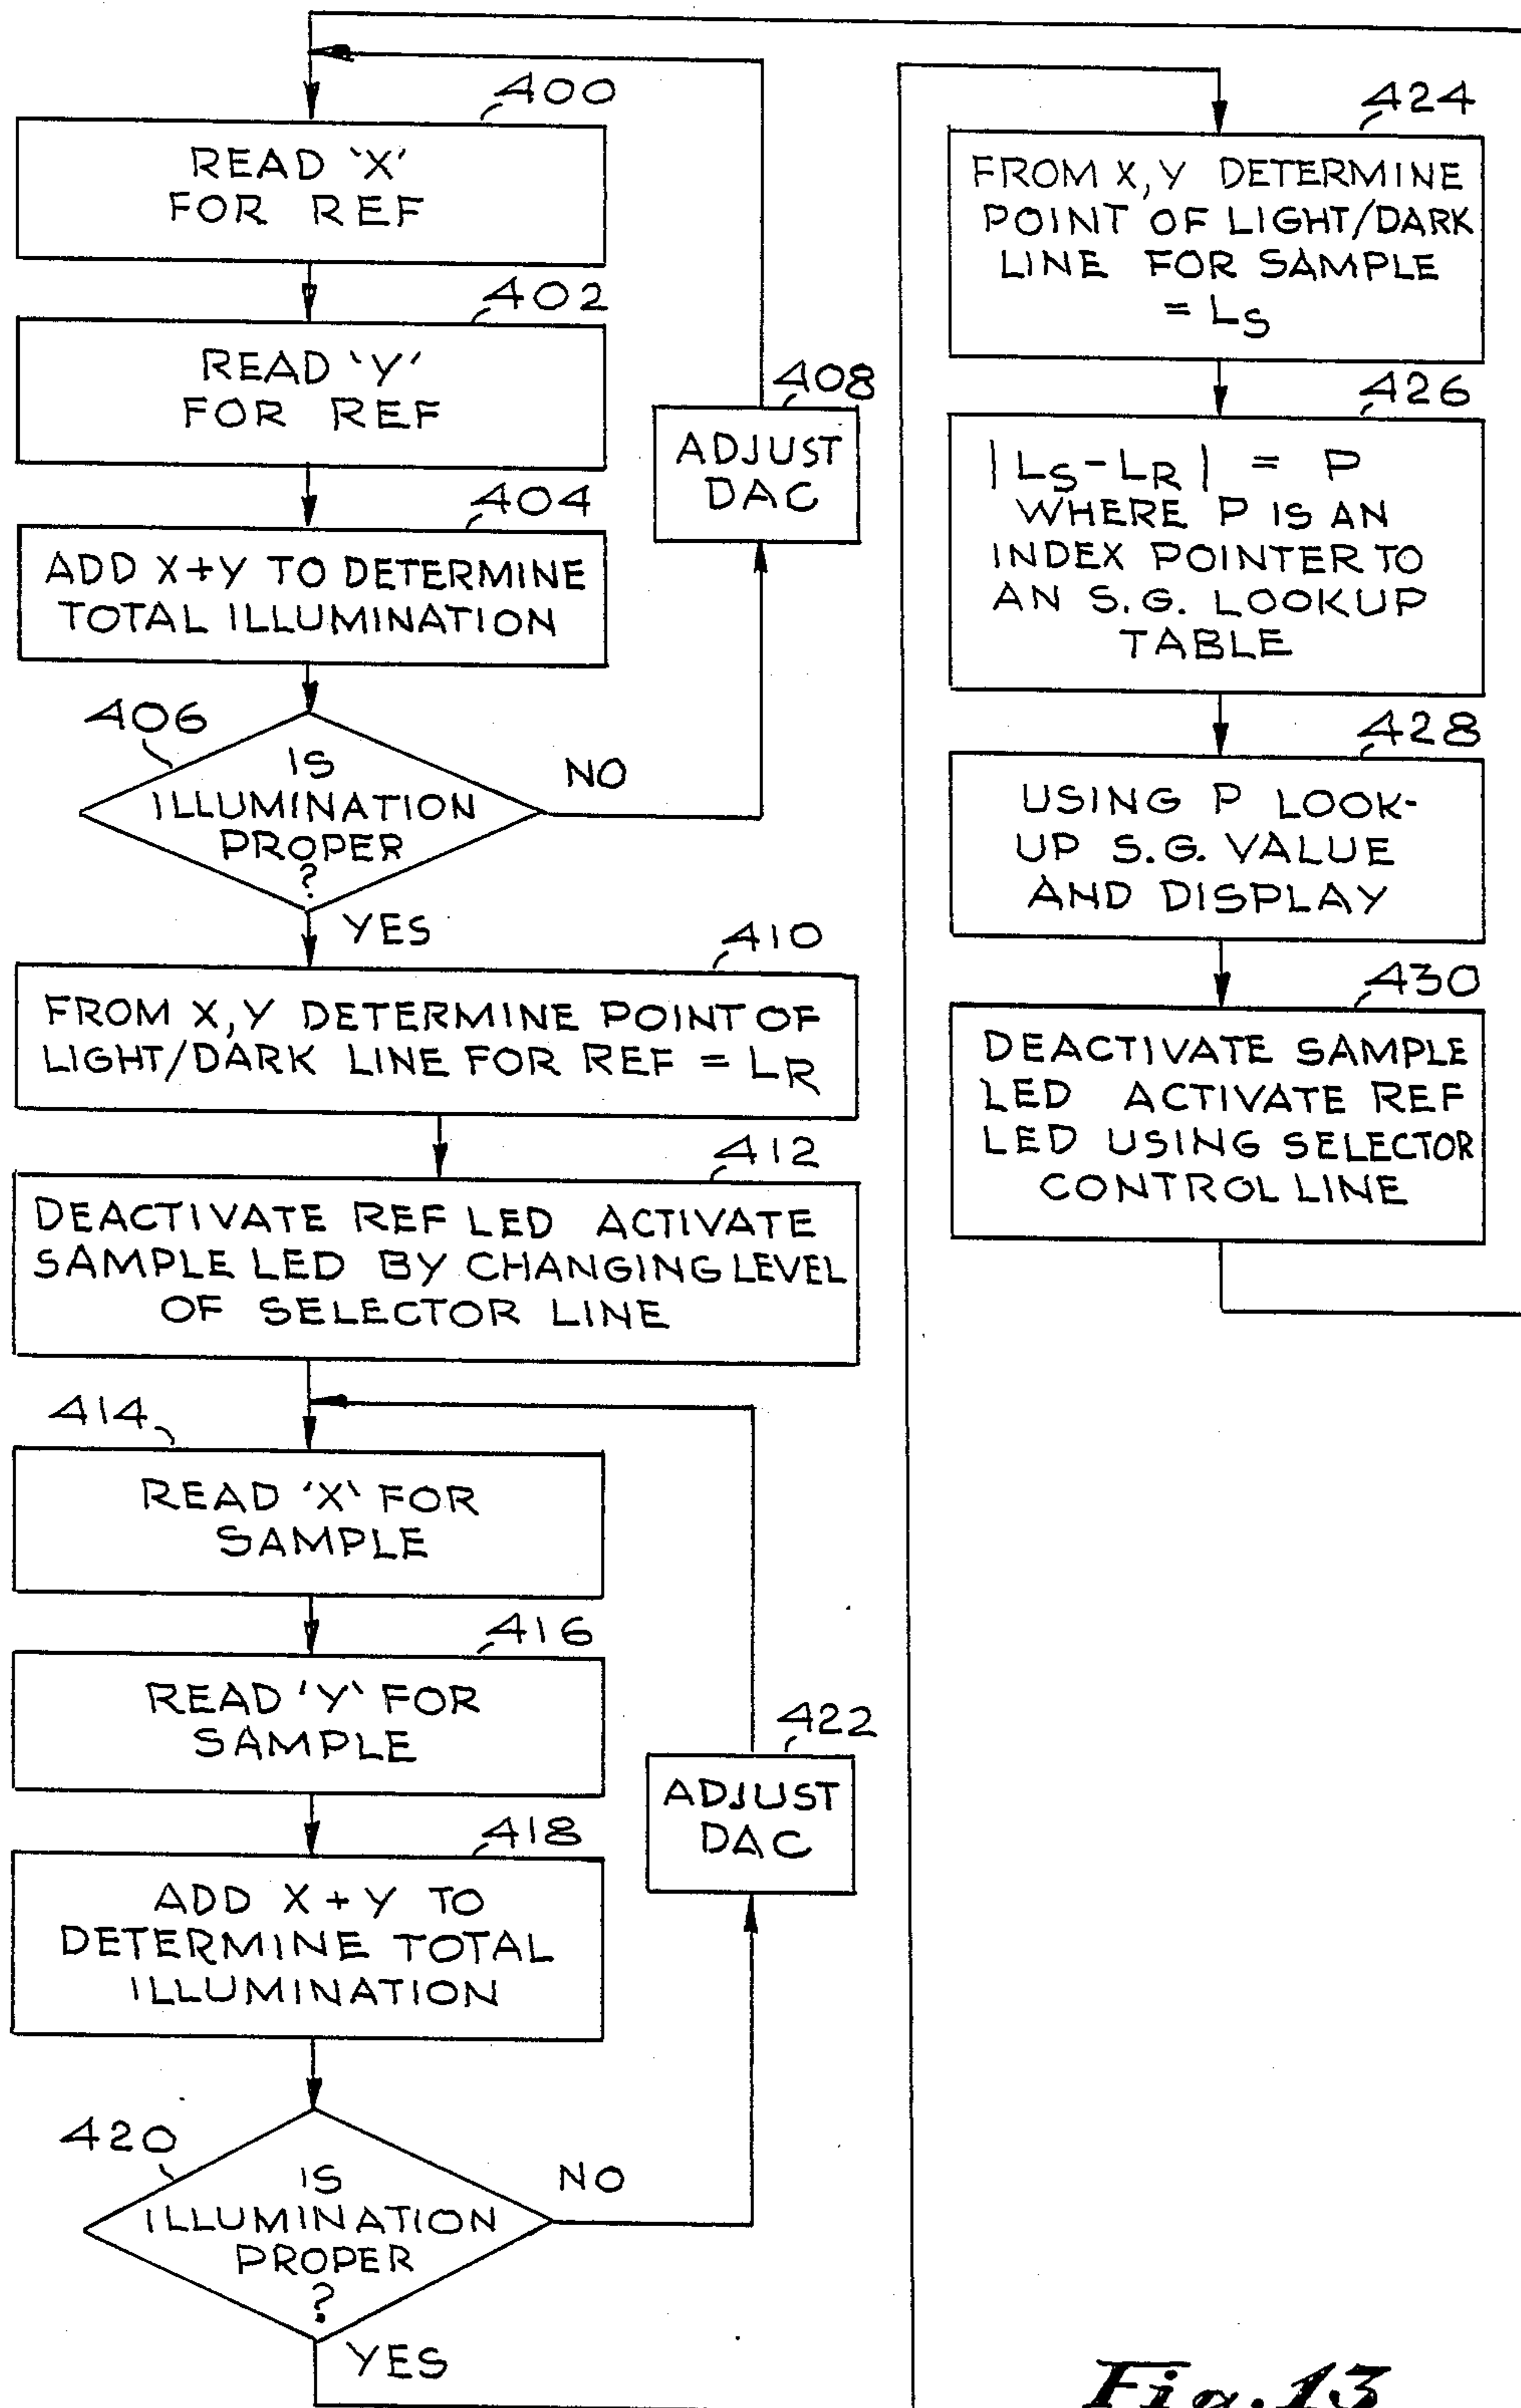 400
READ 'X'
FOR REF
402
READ 'Y'
FOR REF
404
ADD X+Y TO DETERMINE
TOTAL ILLUMINATION
406
IS
ILLUMINATION
PROPER
?
NO
YES
408
ADJUST
DAC
410
FROM X,Y DETERMINE POINT OF
LIGHT/DARK LINE FOR REF = LR
412
DEACTIVATE REF LED ACTIVATE
SAMPLE LED BY CHANGING LEVEL
OF SELECTOR LINE
414
READ 'X' FOR
SAMPLE
416
READ 'Y' FOR
SAMPLE
418
ADD X + Y TO
DETERMINE TOTAL
ILLUMINATION
420
IS
ILLUMINATION
PROPER
?
NO
YES
422
ADJUST
DAC
424
FROM X,Y DETERMINE
POINT OF LIGHT/DARK
LINE FOR SAMPLE
= LS
426
|LS-LR| = P
WHERE P IS AN
INDEX POINTER TO
AN S.G. LOOKUP
TABLE
428
USING P LOOK-
UP S.G. VALUE
AND DISPLAY
430
DEACTIVATE SAMPLE
LED ACTIVATE REF
LED USING SELECTOR
CONTROL LINE
Fig. 13